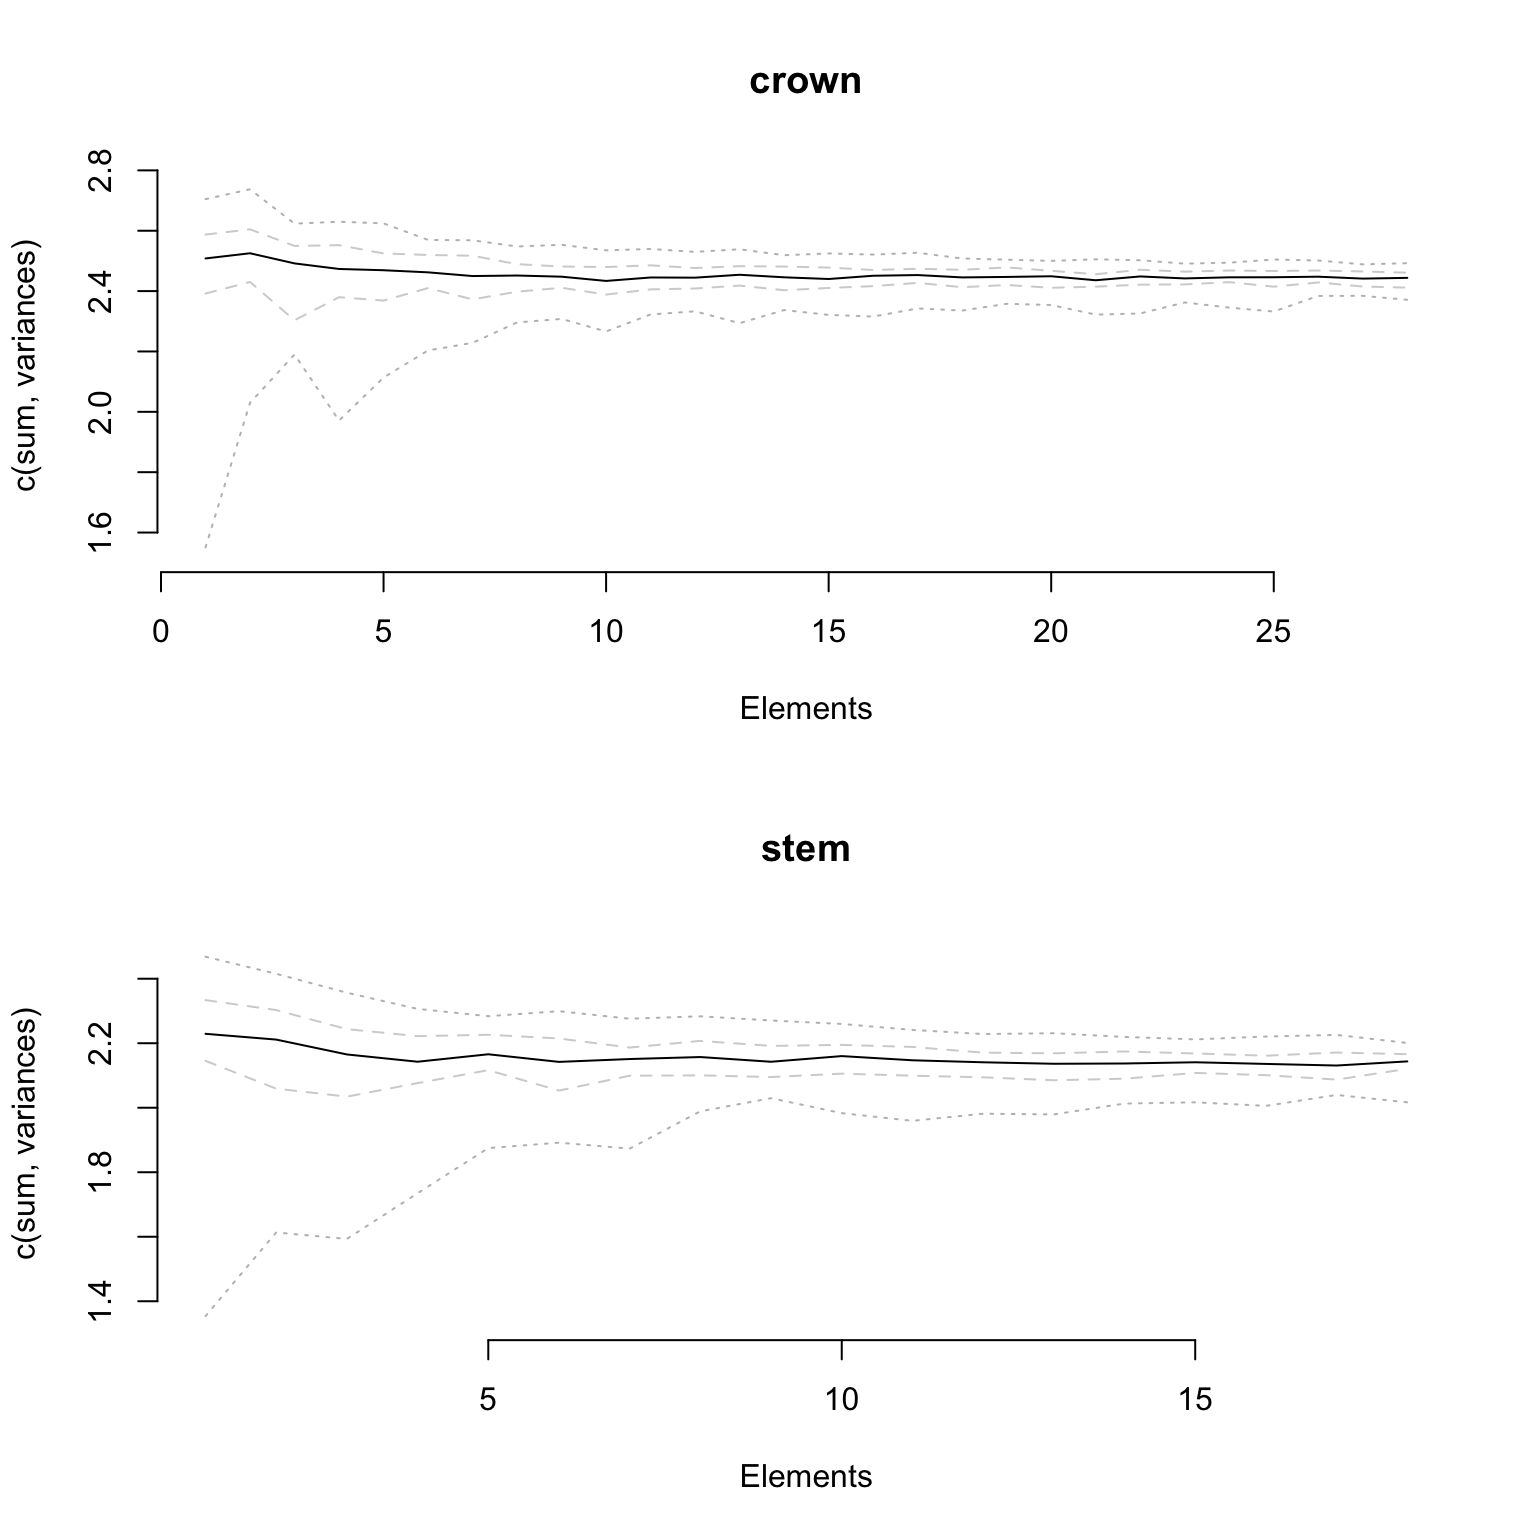 crown
c(sum, variances)
2.8
2.4
2.0
1.6
0 5 10 15 20 25
Elements
stem
c(sum, variances)
2.2
1.8
1.4
5 10 15
Elements